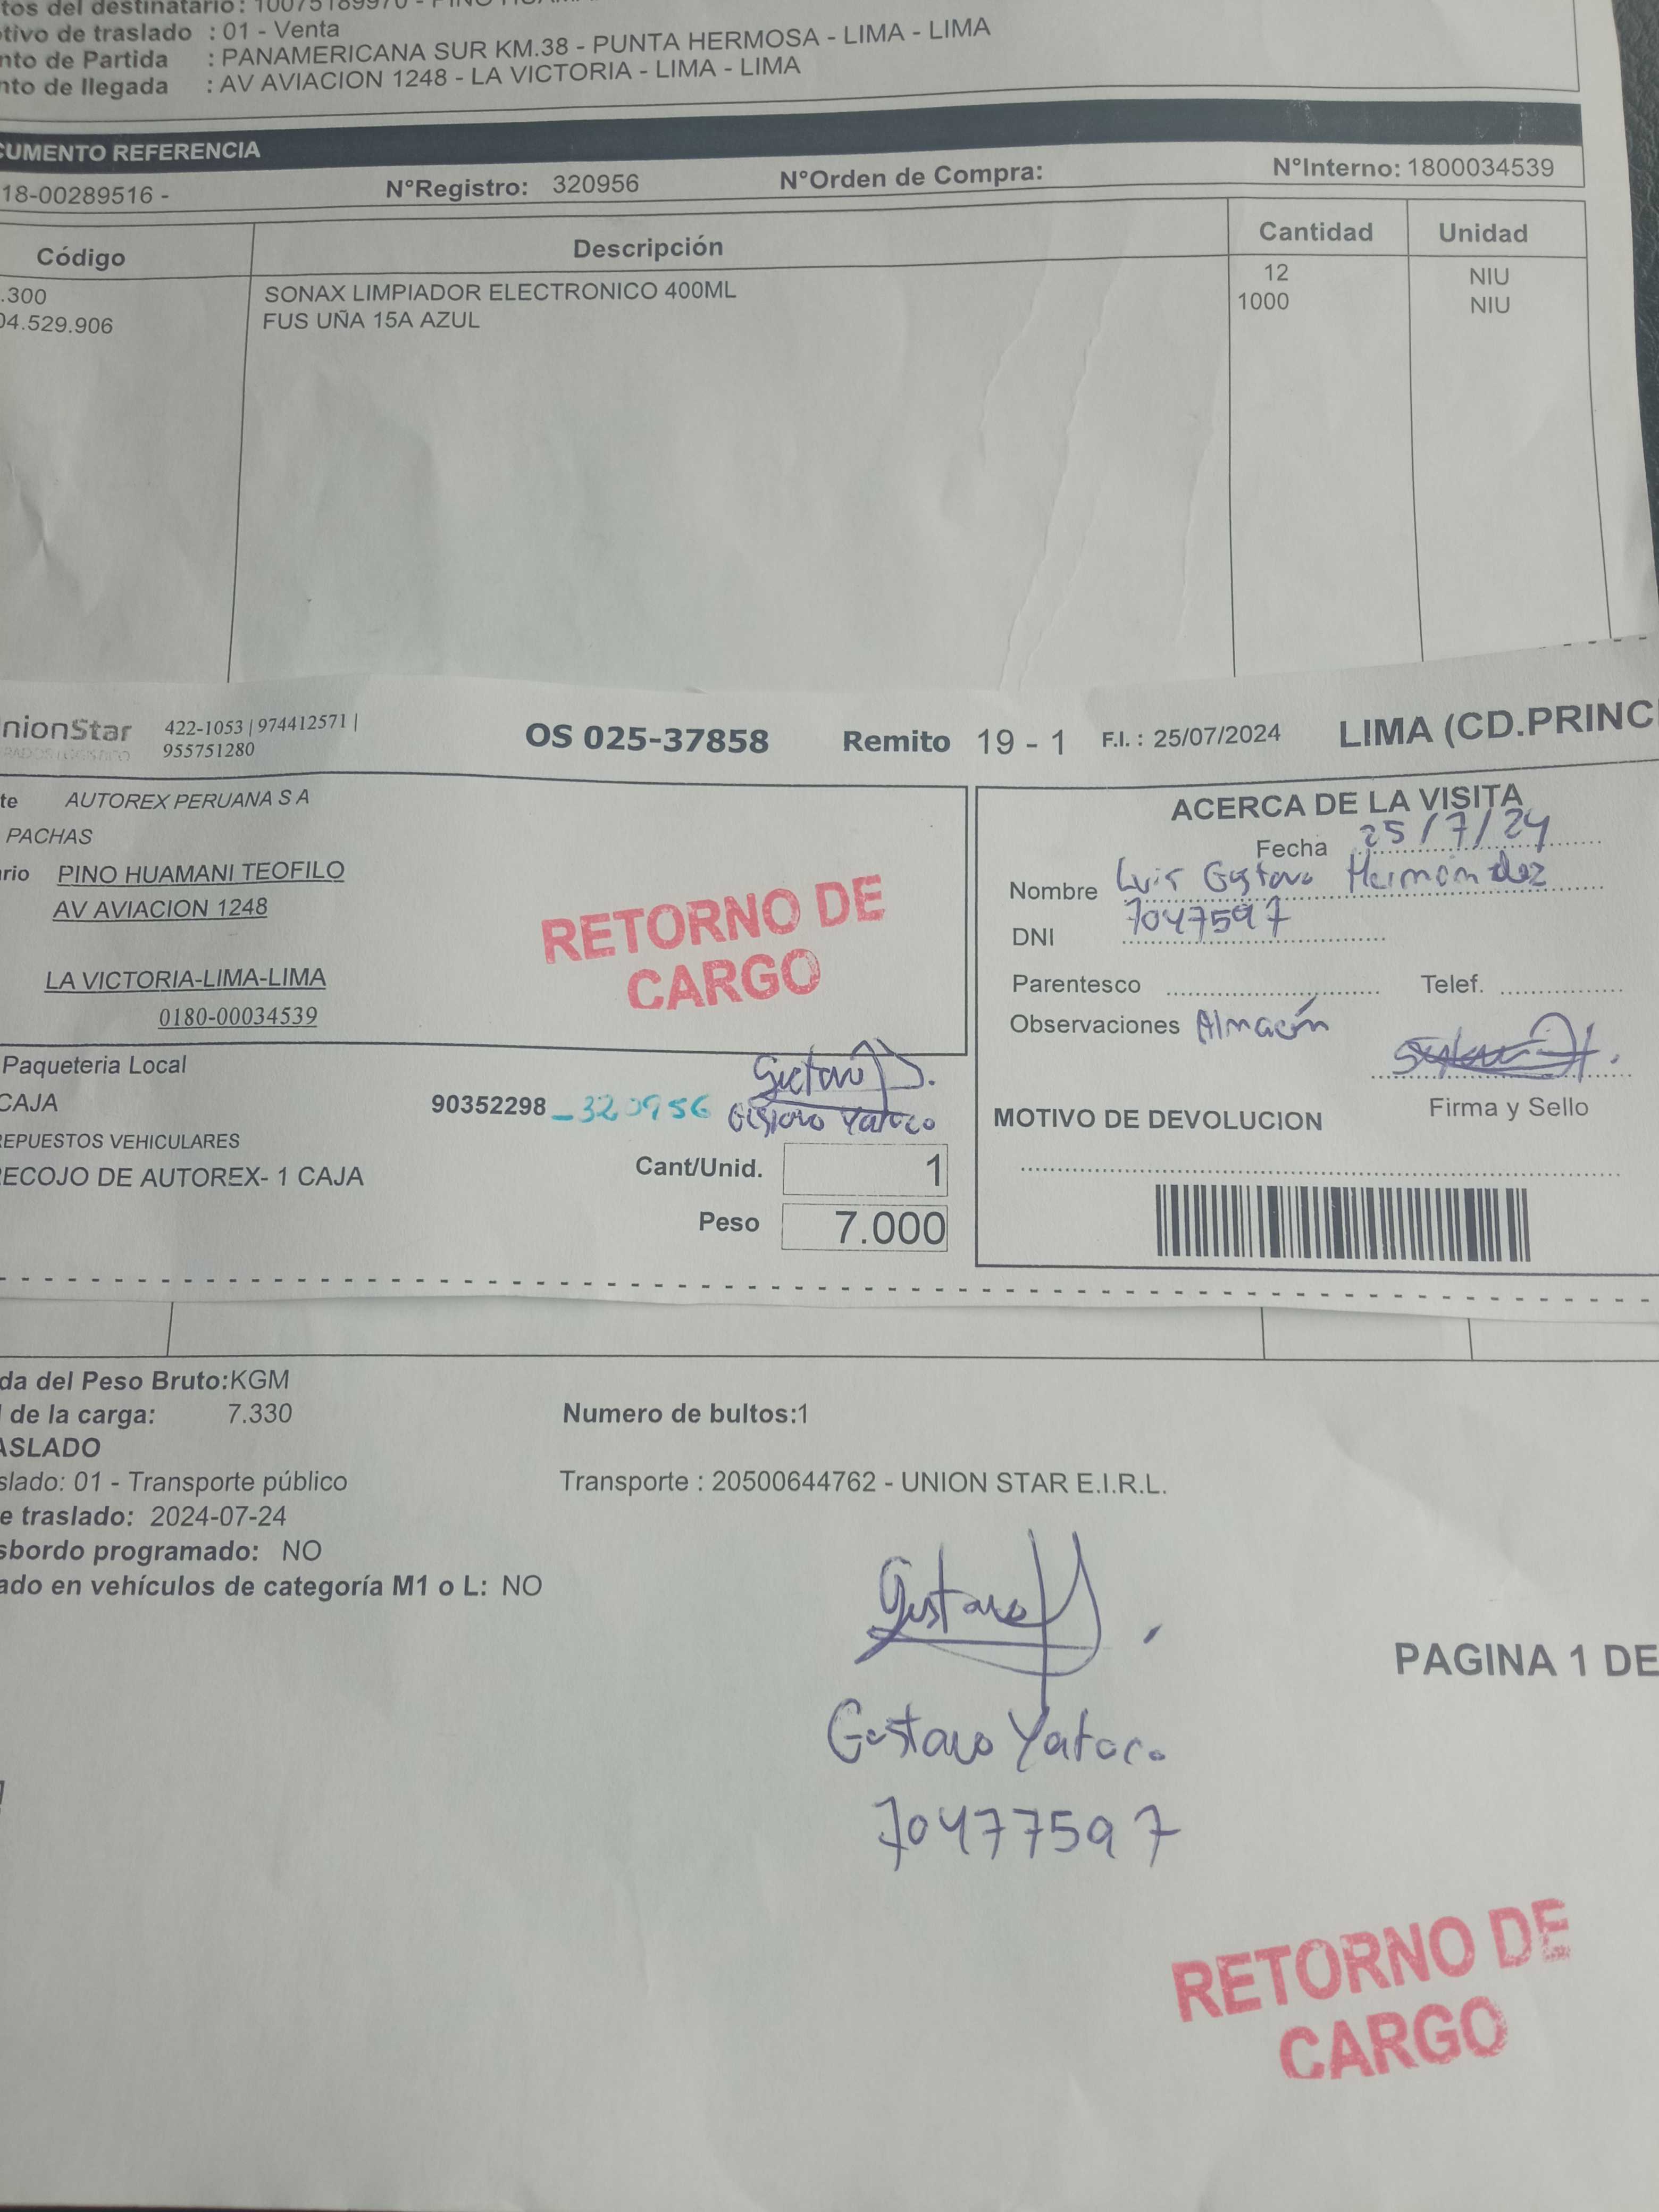 tos del destinatario: 10075189970 - PINO HUAMA
tivo de traslado : 01 - Venta
nto de Partida : PANAMERICANA SUR KM.38 - PUNTA HERMOSA - LIMA - LIMA
nto de llegada : AV AVIACION 1248 - LA VICTORIA - LIMA - LIMA
CUMENTO REFERENCIA
18-00289516 - N°Registro: 320956 N°Orden de Compra: N°Interno: 1800034539
Código Descripción Cantidad Unidad
.300 SONAX LIMPIADOR ELECTRONICO 400ML 12 NIU
04.529.906 FUS UÑA 15A AZUL 1000 NIU
nionStar 422-1053 | 974412571 |
955751280
OS 025-37858 Remito 19 - 1 F.I. : 25/07/2024 LIMA (CD.PRINC
te AUTOREX PERUANA S A
PACHAS
rio PINO HUAMANI TEOFILO
AV AVIACION 1248
LA VICTORIA-LIMA-LIMA
0180-00034539
RETORNO DE
CARGO
ACERCA DE LA VISITA
Fecha 25/7/24
Nombre Luis Gustavo Hernández
DNI 7047597
Parentesco Telef.
Observaciones Almacén
Firma y Sello
MOTIVO DE DEVOLUCION
Paqueteria Local
CAJA 90352298 _320956
Gustavo Yataco
REPUESTOS VEHICULARES
ECOJO DE AUTOREX- 1 CAJA
Cant/Unid. 1
Peso 7.000
da del Peso Bruto:KGM
l de la carga: 7.330 Numero de bultos:1
ASLADO
slado: 01 - Transporte público Transporte : 20500644762 - UNION STAR E.I.R.L.
e traslado: 2024-07-24
sbordo programado: NO
ado en vehículos de categoría M1 o L: NO
Gustavo
PAGINA 1 DE
Gustavo Yataco
70477597
RETORNO DE
CARGO